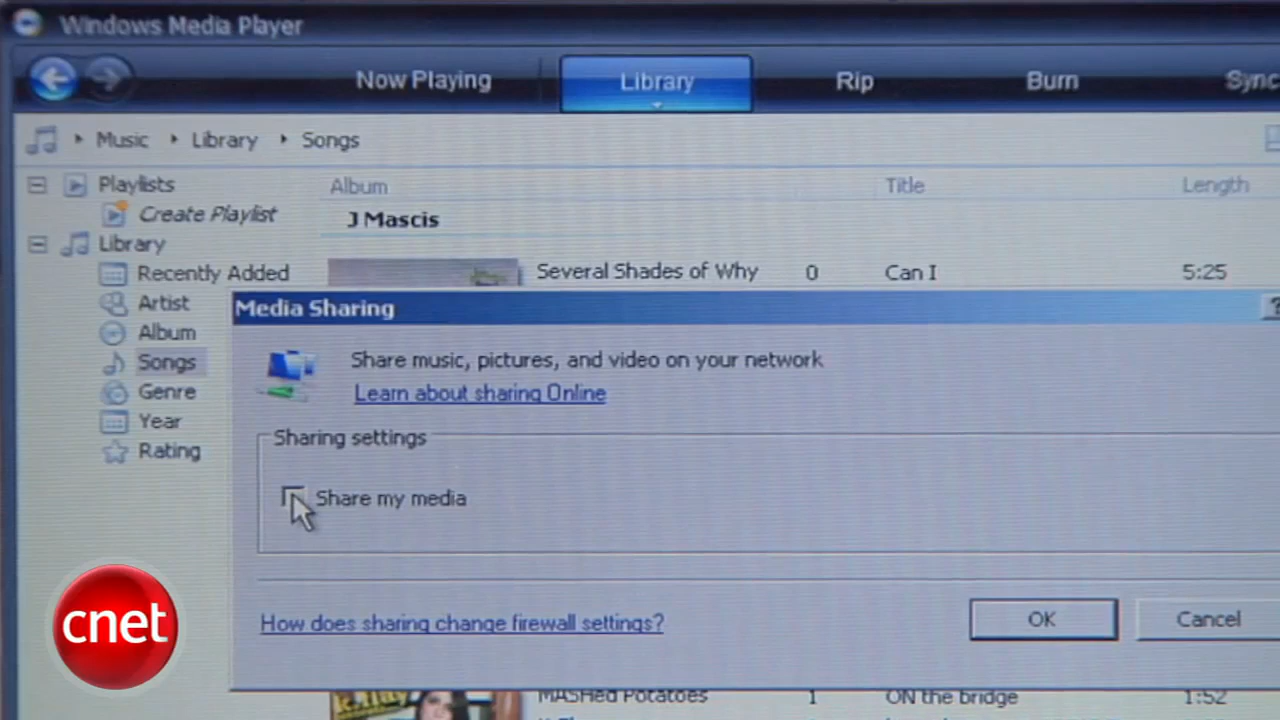 Windows Media Player
Now Playing Library Rip Burn Sync
Music Library Songs
Playlists Album Title Length
Create Playlist J Mascis
Library
Recently Added Several Shades of Why 0 Can I 5:25
Artist
Media Sharing ?
Album
Share music, pictures, and video on your network
Songs
Learn about sharing Online
Genre
Year
Sharing settings
Rating
Share my media
cnet
How does sharing change firewall settings?
OK Cancel
k.flay MASHed Potatoes 1 ON the bridge 1:52